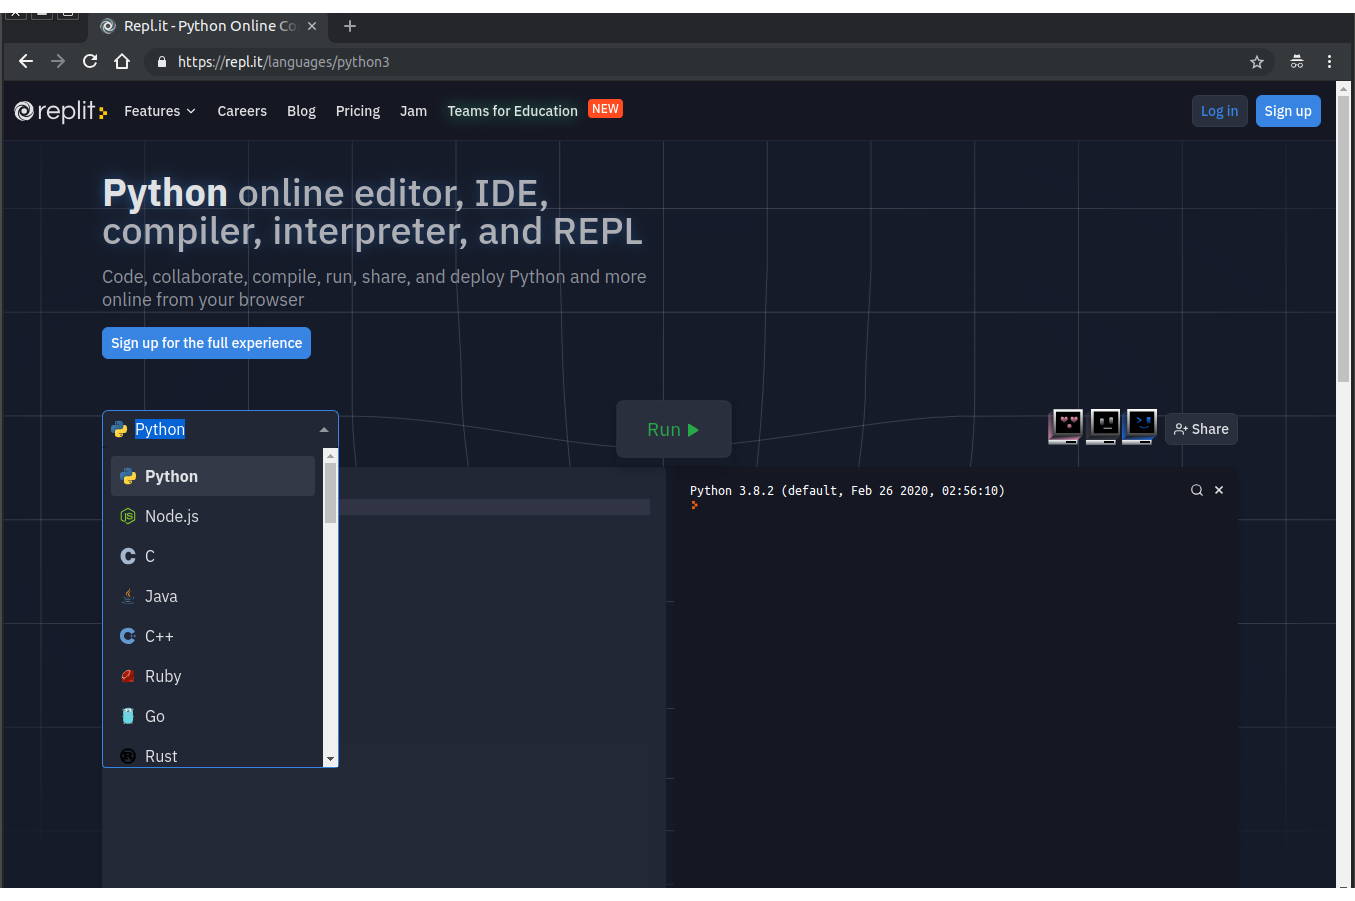 Repl.it - Python Online Co
https://repl.it/languages/python3
replit
Features
Careers
Blog
Pricing
Jam
Teams for Education
NEW
Log in
Sign up
Python online editor, IDE,
compiler, interpreter, and REPL
Code, collaborate, compile, run, share, and deploy Python and more
online from your browser
Sign up for the full experience
Python
Run
Share
Python
Node.js
C
Java
C++
Ruby
Go
Rust
Python 3.8.2 (default, Feb 26 2020, 02:56:10)